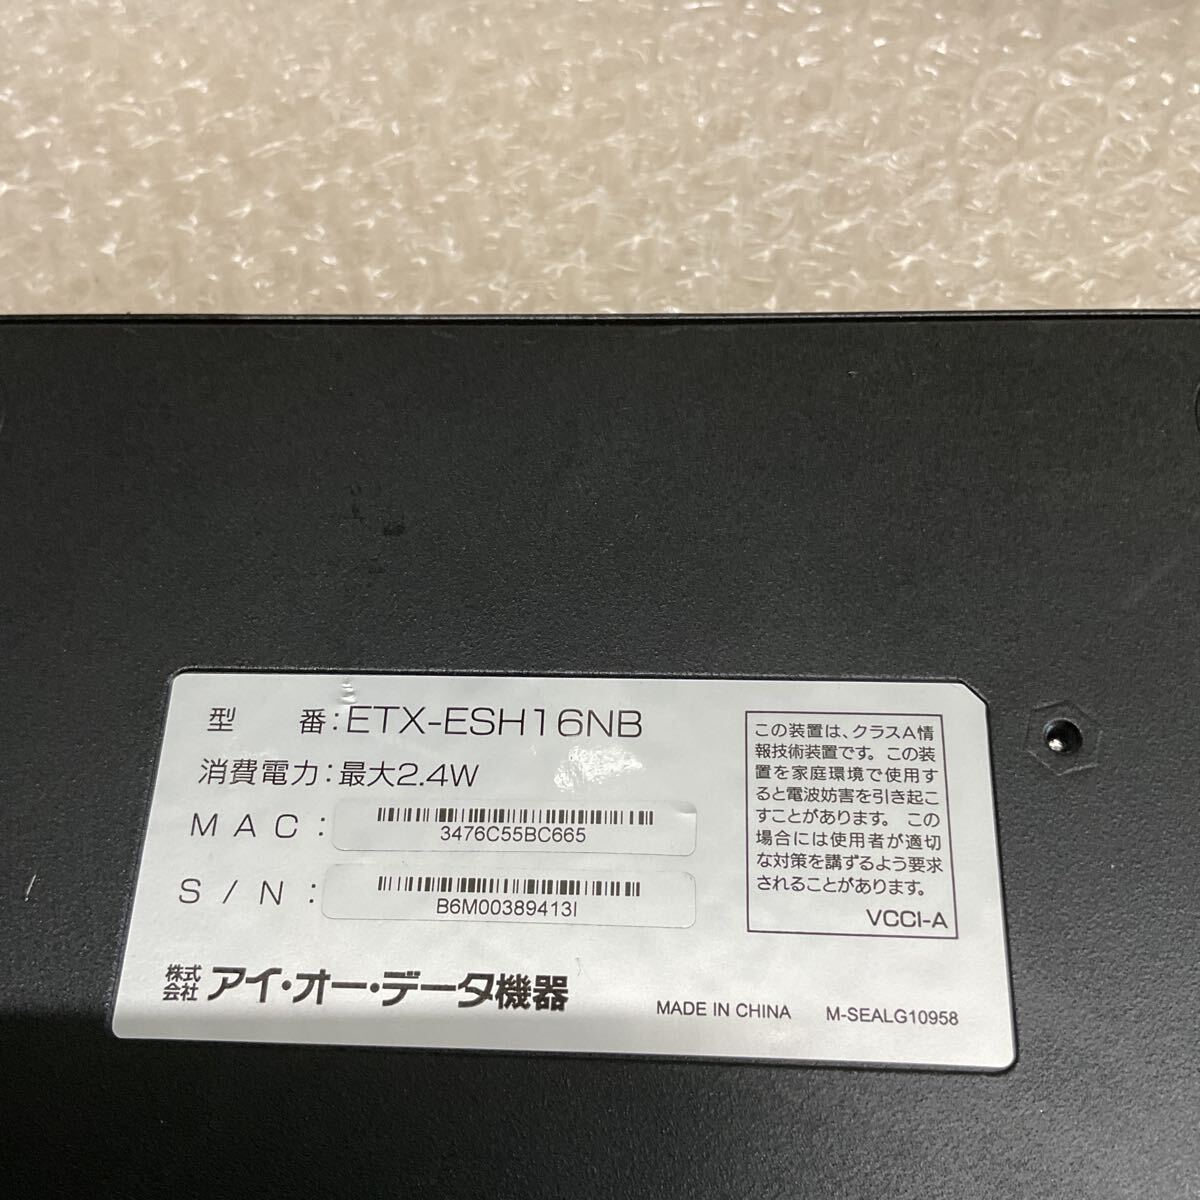 型　番：ETX-ESH16NB
消費電力：最大2.4W
MAC：
3476C55BC665
S/N：
B6M00389413I
株式会社 アイ・オー・データ機器
この装置は、クラスA情
報技術装置です。この装
置を家庭環境で使用す
ると電波妨害を引き起こ
すことがあります。この
場合には使用者が適切
な対策を講ずるよう要求
されることがあります。
VCCI-A
MADE IN CHINA
M-SEALG10958